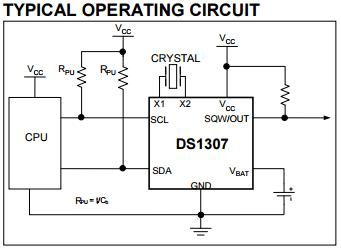 TYPICAL OPERATING CIRCUIT
VCC
VCC
CRYSTAL
VCC
RPU
RPU
X1 X2
VCC
CPU
SCL
SQW/OUT
DS1307
SDA
VBAT
GND
RPU = t/CB